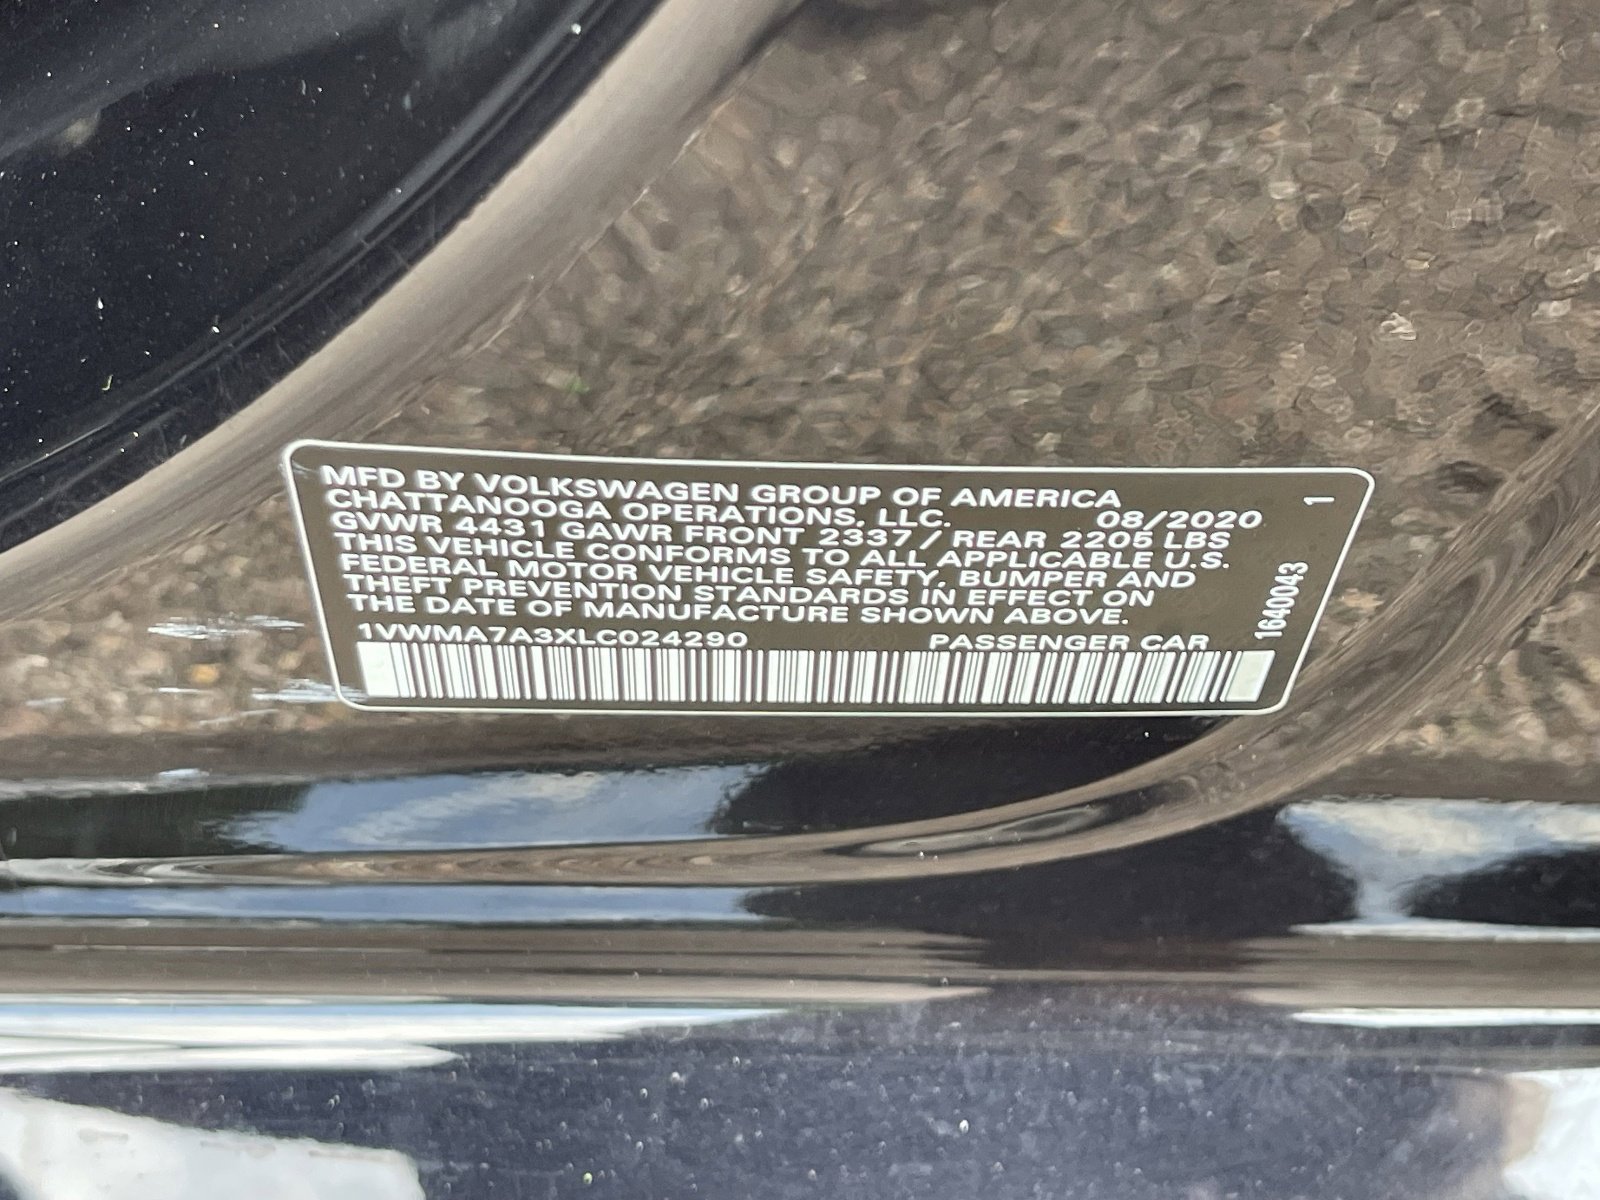 MFD BY VOLKSWAGEN GROUP OF AMERICA
CHATTANOOGA OPERATIONS, LLC. 08/2020
GVWR 4431 GAWR FRONT 2337 / REAR 2205 LBS
THIS VEHICLE CONFORMS TO ALL APPLICABLE U.S.
FEDERAL MOTOR VEHICLE SAFETY, BUMPER AND
THEFT PREVENTION STANDARDS IN EFFECT ON
THE DATE OF MANUFACTURE SHOWN ABOVE.
1VWMA7A3XLC024290 PASSENGER CAR
1640043 1